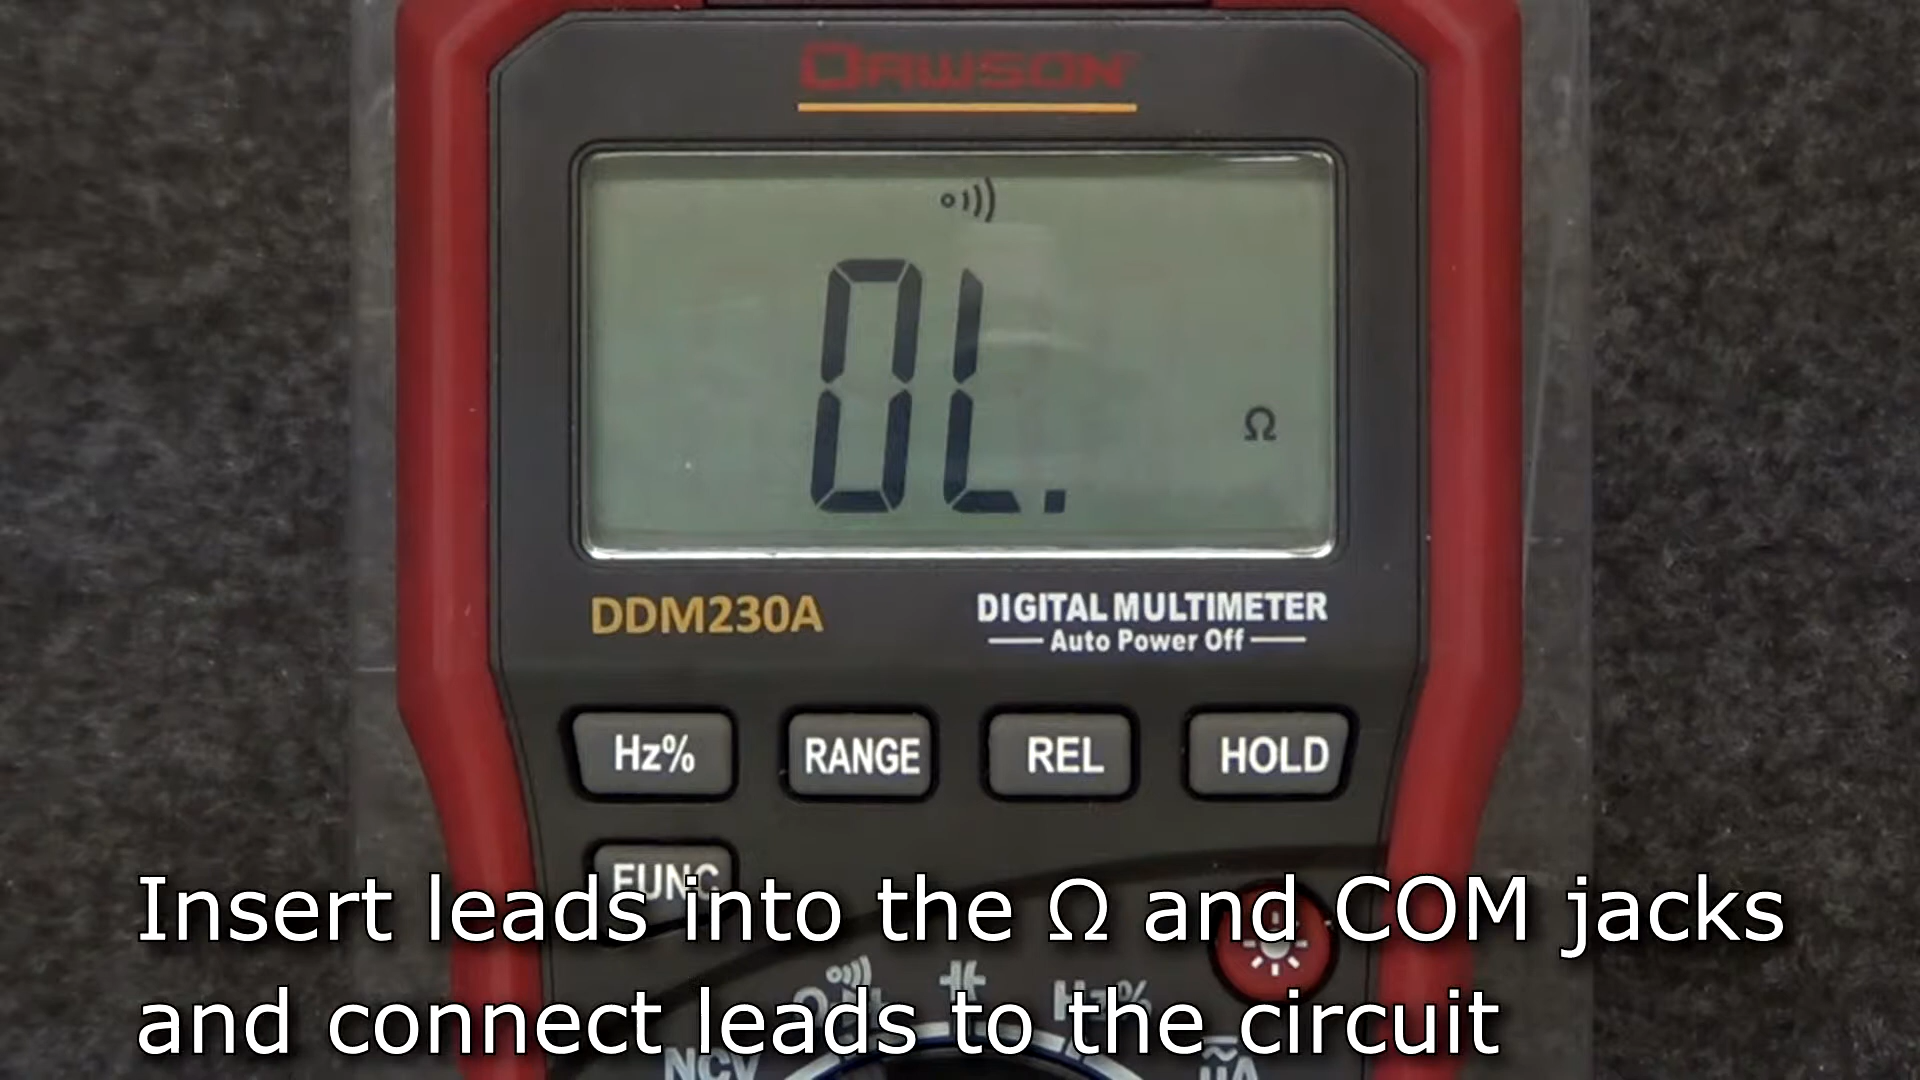 DAWSON
OL.
Ω
DDM230A
DIGITAL MULTIMETER
Auto Power Off
Hz%
RANGE
REL
HOLD
FUNC
Insert leads into the Ω and COM jacks
and connect leads to the circuit
Hz%
NCV